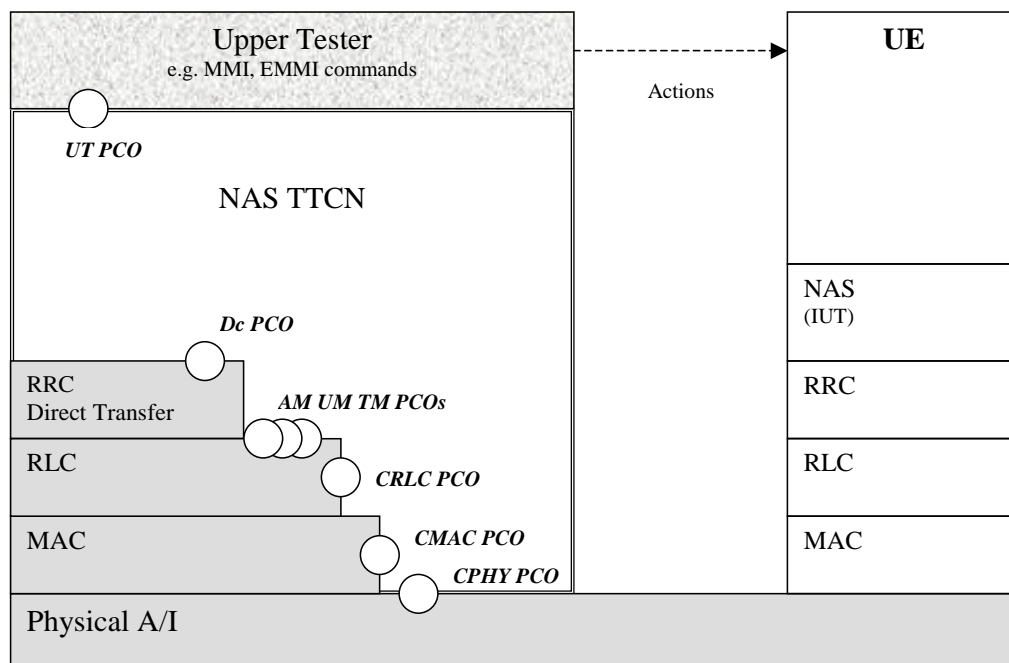 Upper Tester
e.g. MMI, EMMI commands
UE
Actions
UT PCO
NAS TTCN
NAS
(IUT)
Dc PCO
RRC
Direct Transfer
AM UM TM PCOs
RRC
RLC
CRLC PCO
RLC
MAC
CMAC PCO
CPHY PCO
MAC
Physical A/I